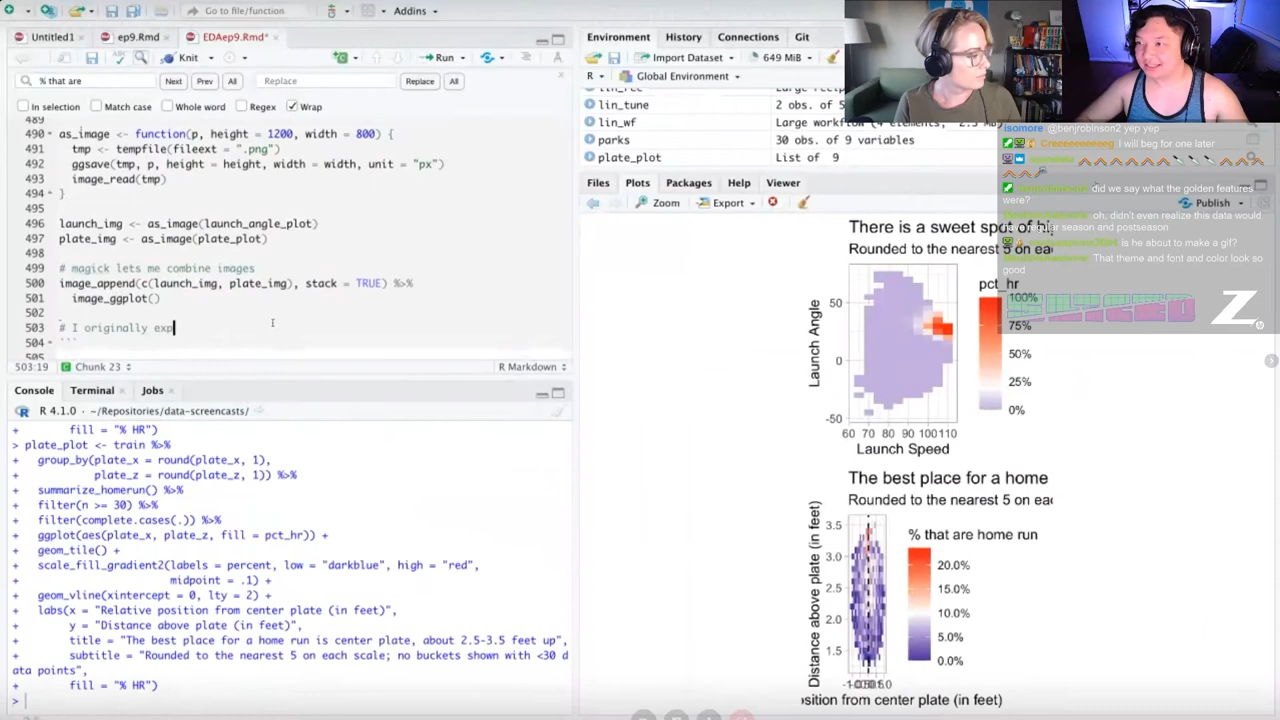 Go to file/function
Addins
Untitled1
ep9.Rmd
EDAep9.Rmd*
Knit
Run
% that are
Next
Prev
All
Replace
Replace
All
In selection
Match case
Whole word
Regex
Wrap
489
490 as_image <- function(p, height = 1200, width = 800) {
491 tmp <- tempfile(fileext = ".png")
492 ggsave(tmp, p, height = height, width = width, unit = "px")
493 image_read(tmp)
494 }
495
496 launch_img <- as_image(launch_angle_plot)
497 plate_img <- as_image(plate_plot)
498
499 # magick lets me combine images
500 image_append(c(launch_img, plate_img), stack = TRUE) %>%
501 image_ggplot()
502
503 # I originally exp
504 ```
505
503:19
Chunk 23
R Markdown
Console
Terminal
Jobs
R 4.1.0 · ~/Repositories/data-screencasts/
+ fill = "% HR")
> plate_plot <- train %>%
+ group_by(plate_x = round(plate_x, 1),
+ plate_z = round(plate_z, 1)) %>%
+ summarize_homerun() %>%
+ filter(n >= 30) %>%
+ filter(complete.cases(.)) %>%
+ ggplot(aes(plate_x, plate_z, fill = pct_hr)) +
+ geom_tile() +
+ scale_fill_gradient2(labels = percent, low = "darkblue", high = "red",
+ midpoint = .1) +
+ geom_vline(xintercept = 0, lty = 2) +
+ labs(x = "Relative position from center plate (in feet)",
+ y = "Distance above plate (in feet)",
+ title = "The best place for a home run is center plate, about 2.5-3.5 feet up",
+ subtitle = "Rounded to the nearest 5 on each scale; no buckets shown with <30 d
ata points",
+ fill = "% HR")
>
Environment
History
Connections
Git
Import Dataset
649 MiB
R
Global Environment
lin_rec
lin_tune 2 obs. of 5
lin_wf
parks 30 obs. of 9 variables
plate_plot List of 9
Files
Plots
Packages
Help
Viewer
Zoom
Export
Publish
There is a sweet spot of hi
Rounded to the nearest 5 on eac
Launch Angle
50
0
-50
60 70 80 90 100 110
Launch Speed
pct_hr
100%
75%
50%
25%
0%
The best place for a home
Rounded to the nearest 5 on eac
Distance above plate (in feet)
3.5
3.0
2.5
2.0
1.5
% that are home run
20.0%
15.0%
10.0%
5.0%
0.0%
osition from center plate (in feet)
isomore @benjrobinson2 yep yep
I will beg for one later
did we say what the golden features
were?
oh. didn't even realize this data would
have regular season and postseason
is he about to make a gif?
That theme and font and color look so
good
SLICED
Z